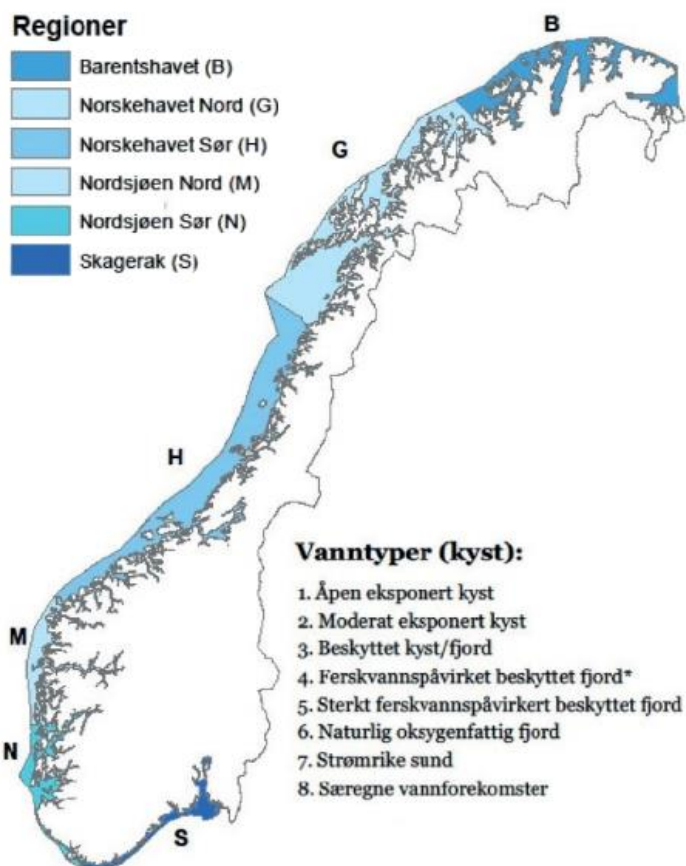 Regioner
Barentshavet (B)
Norskehavet Nord (G)
Norskehavet Sør (H)
Nordsjøen Nord (M)
Nordsjøen Sør (N)
Skagerak (S)
B
G
H
M
N
S
Vanntyper (kyst):
1. Åpen eksponert kyst
2. Moderat eksponert kyst
3. Beskyttet kyst/fjord
4. Ferskvannspåvirket beskyttet fjord*
5. Sterkt ferskvannspåvirkert beskyttet fjord
6. Naturlig oksygenfattig fjord
7. Strømrike sund
8. Særegne vannforekomster